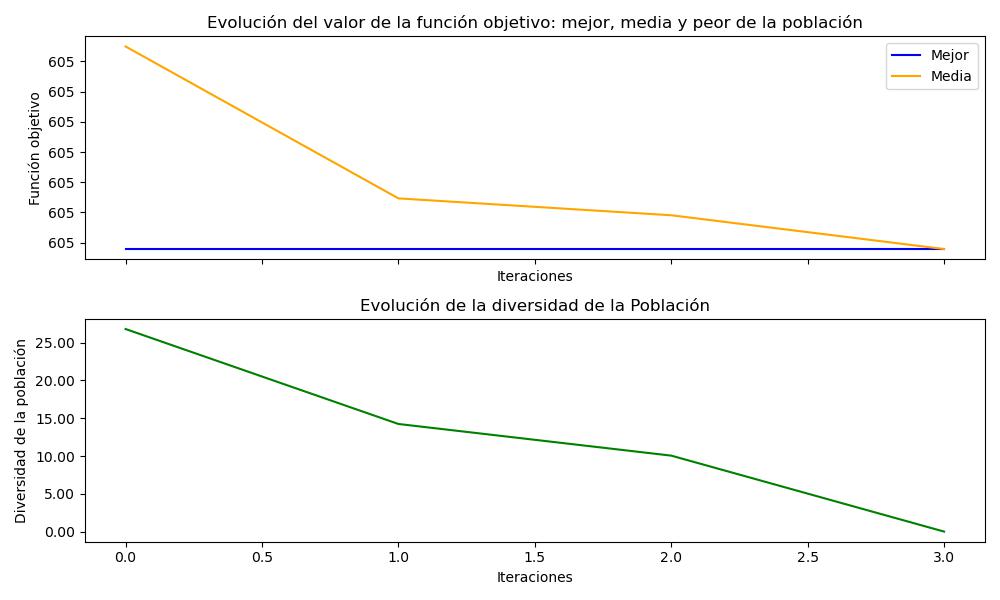 Evolución del valor de la función objetivo: mejor, media y peor de la población
Función objetivo
605
605
605
605
605
605
605
Mejor
Media
Iteraciones
Evolución de la diversidad de la Población
Diversidad de la población
25.00
20.00
15.00
10.00
5.00
0.00
0.0 0.5 1.0 1.5 2.0 2.5 3.0
Iteraciones